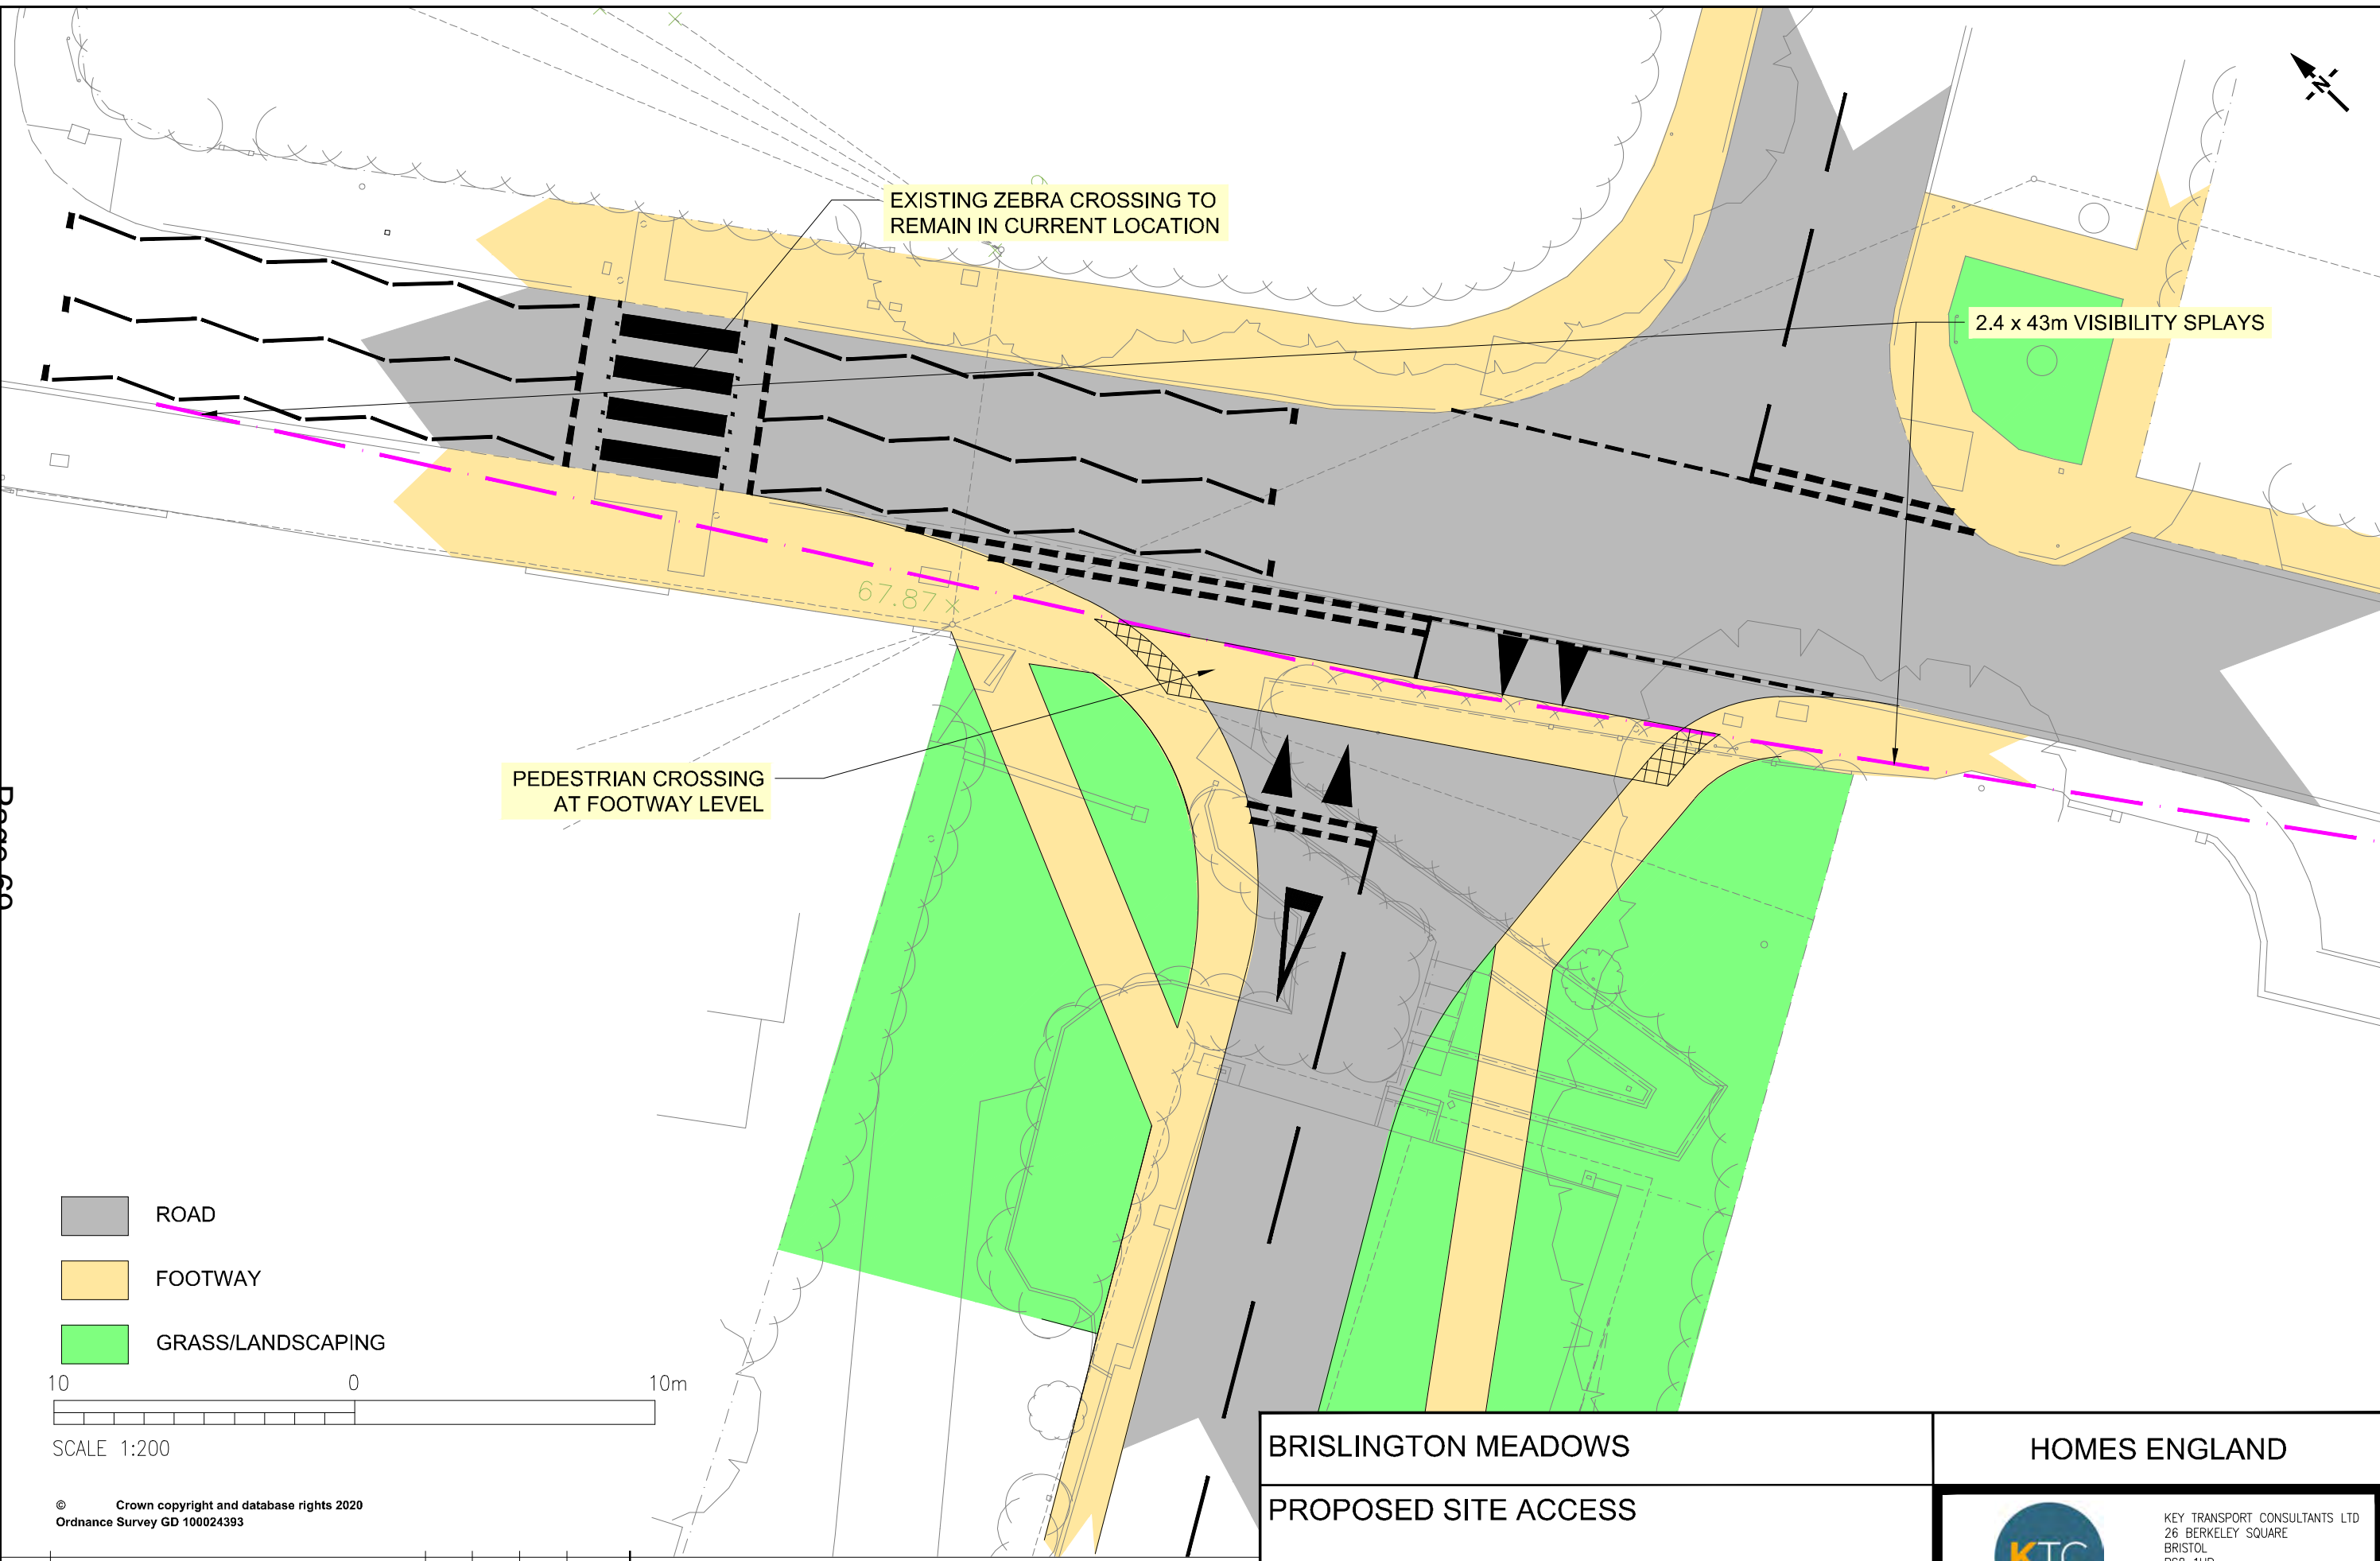 N
EXISTING ZEBRA CROSSING TO
REMAIN IN CURRENT LOCATION
2.4 x 43m VISIBILITY SPLAYS
67.87
PEDESTRIAN CROSSING
AT FOOTWAY LEVEL
ROAD
FOOTWAY
GRASS/LANDSCAPING
10 0 10m
SCALE 1:200
© Crown copyright and database rights 2020
Ordnance Survey GD 100024393
BRISLINGTON MEADOWS
HOMES ENGLAND
PROPOSED SITE ACCESS
KTC
KEY TRANSPORT CONSULTANTS LTD
26 BERKELEY SQUARE
BRISTOL